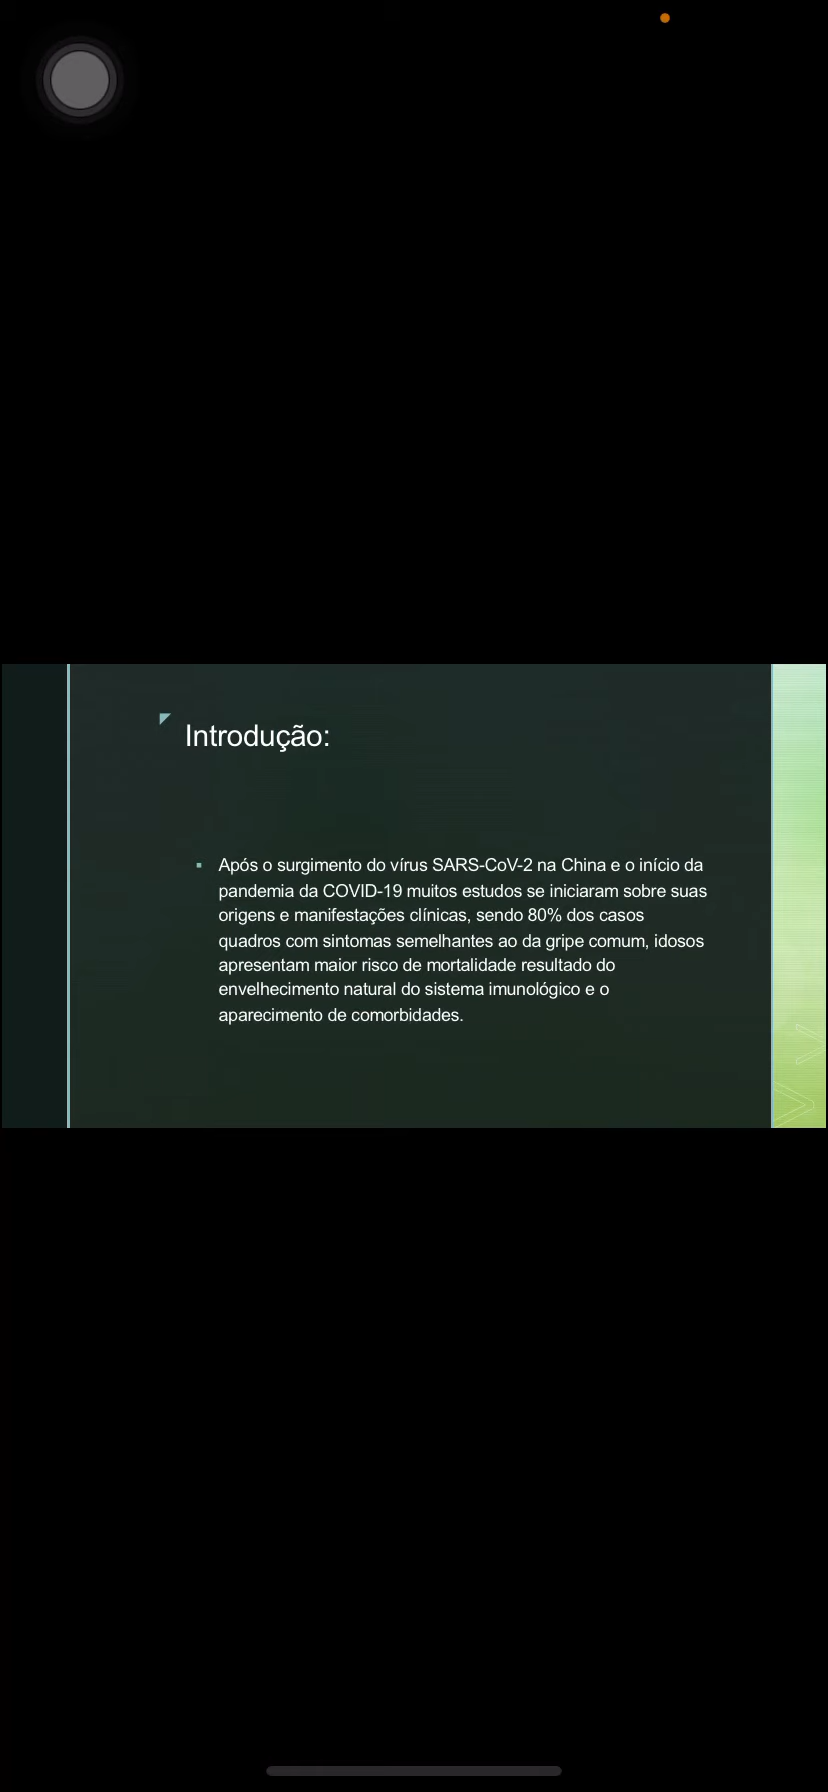 Introdução:
Após o surgimento do vírus SARS-CoV-2 na China e o início da
pandemia da COVID-19 muitos estudos se iniciaram sobre suas
origens e manifestações clínicas, sendo 80% dos casos
quadros com sintomas semelhantes ao da gripe comum, idosos
apresentam maior risco de mortalidade resultado do
envelhecimento natural do sistema imunológico e o
aparecimento de comorbidades.